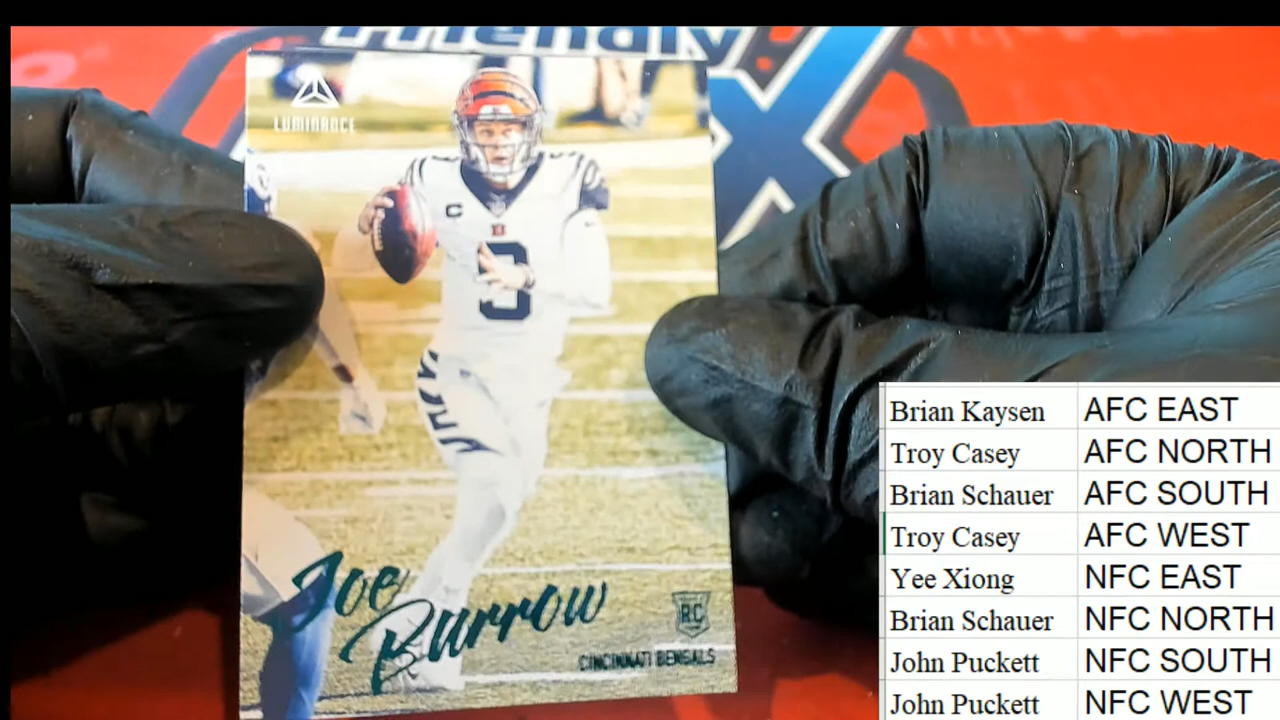 Friendly
X
LUMINANCE
C
B
9
Joe
Burrow
RC
CINCINNATI BENGALS
Brian Kaysen AFC EAST
Troy Casey AFC NORTH
Brian Schauer AFC SOUTH
Troy Casey AFC WEST
Yee Xiong NFC EAST
Brian Schauer NFC NORTH
John Puckett NFC SOUTH
John Puckett NFC WEST